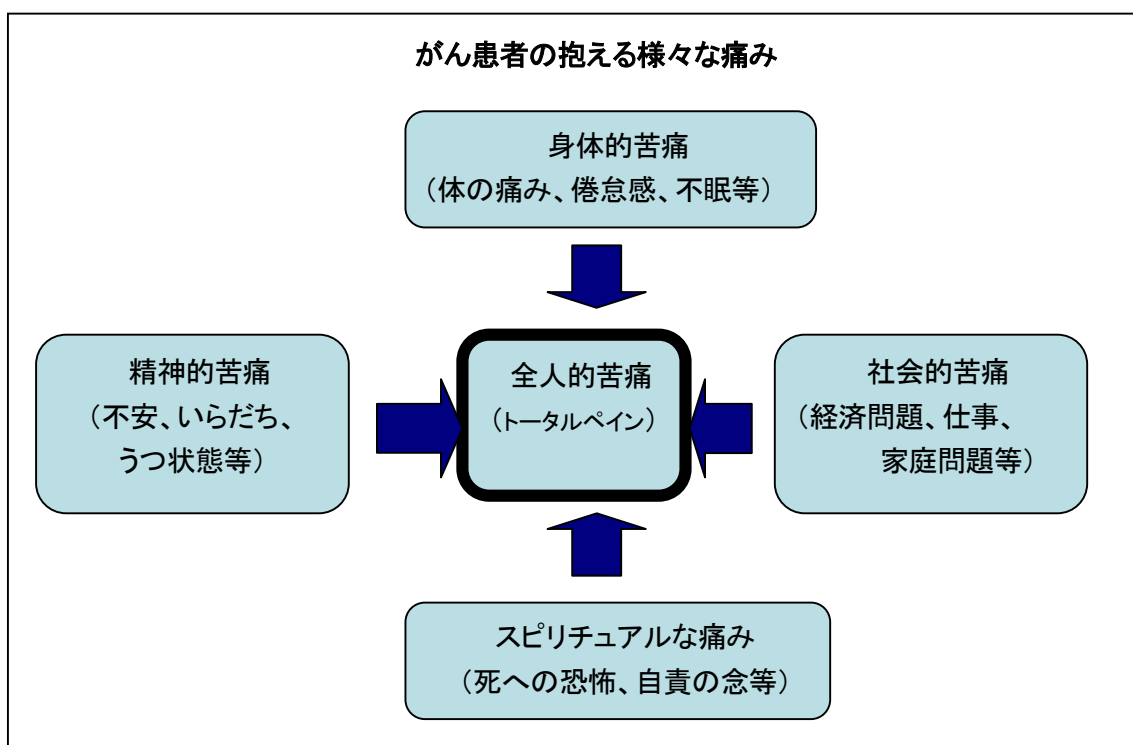 がん患者の抱える様々な痛み
身体的苦痛
（体の痛み、倦怠感、不眠等）
精神的苦痛
（不安、いらだち、
うつ状態等）
全人的苦痛
（トータルペイン）
社会的苦痛
（経済問題、仕事、
家庭問題等）
スピリチュアルな痛み
（死への恐怖、自責の念等）